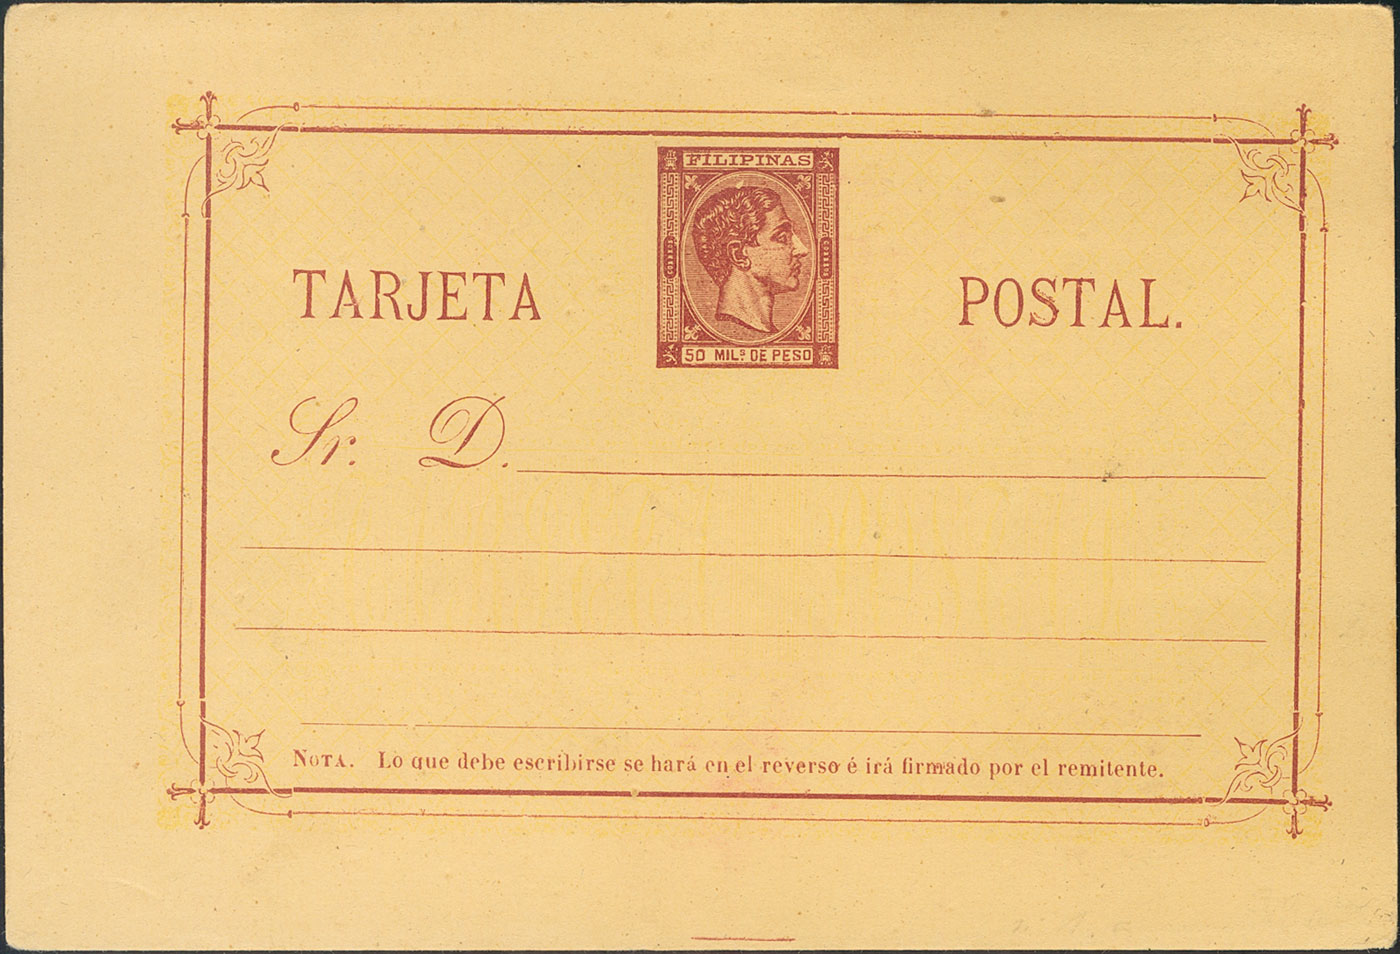 FILIPINAS
TARJETA POSTAL.
50 MILS. DE PESO
Sr. D.
NOTA. Lo que debe escribirse se hará en el reverso é irá firmado por el remitente.